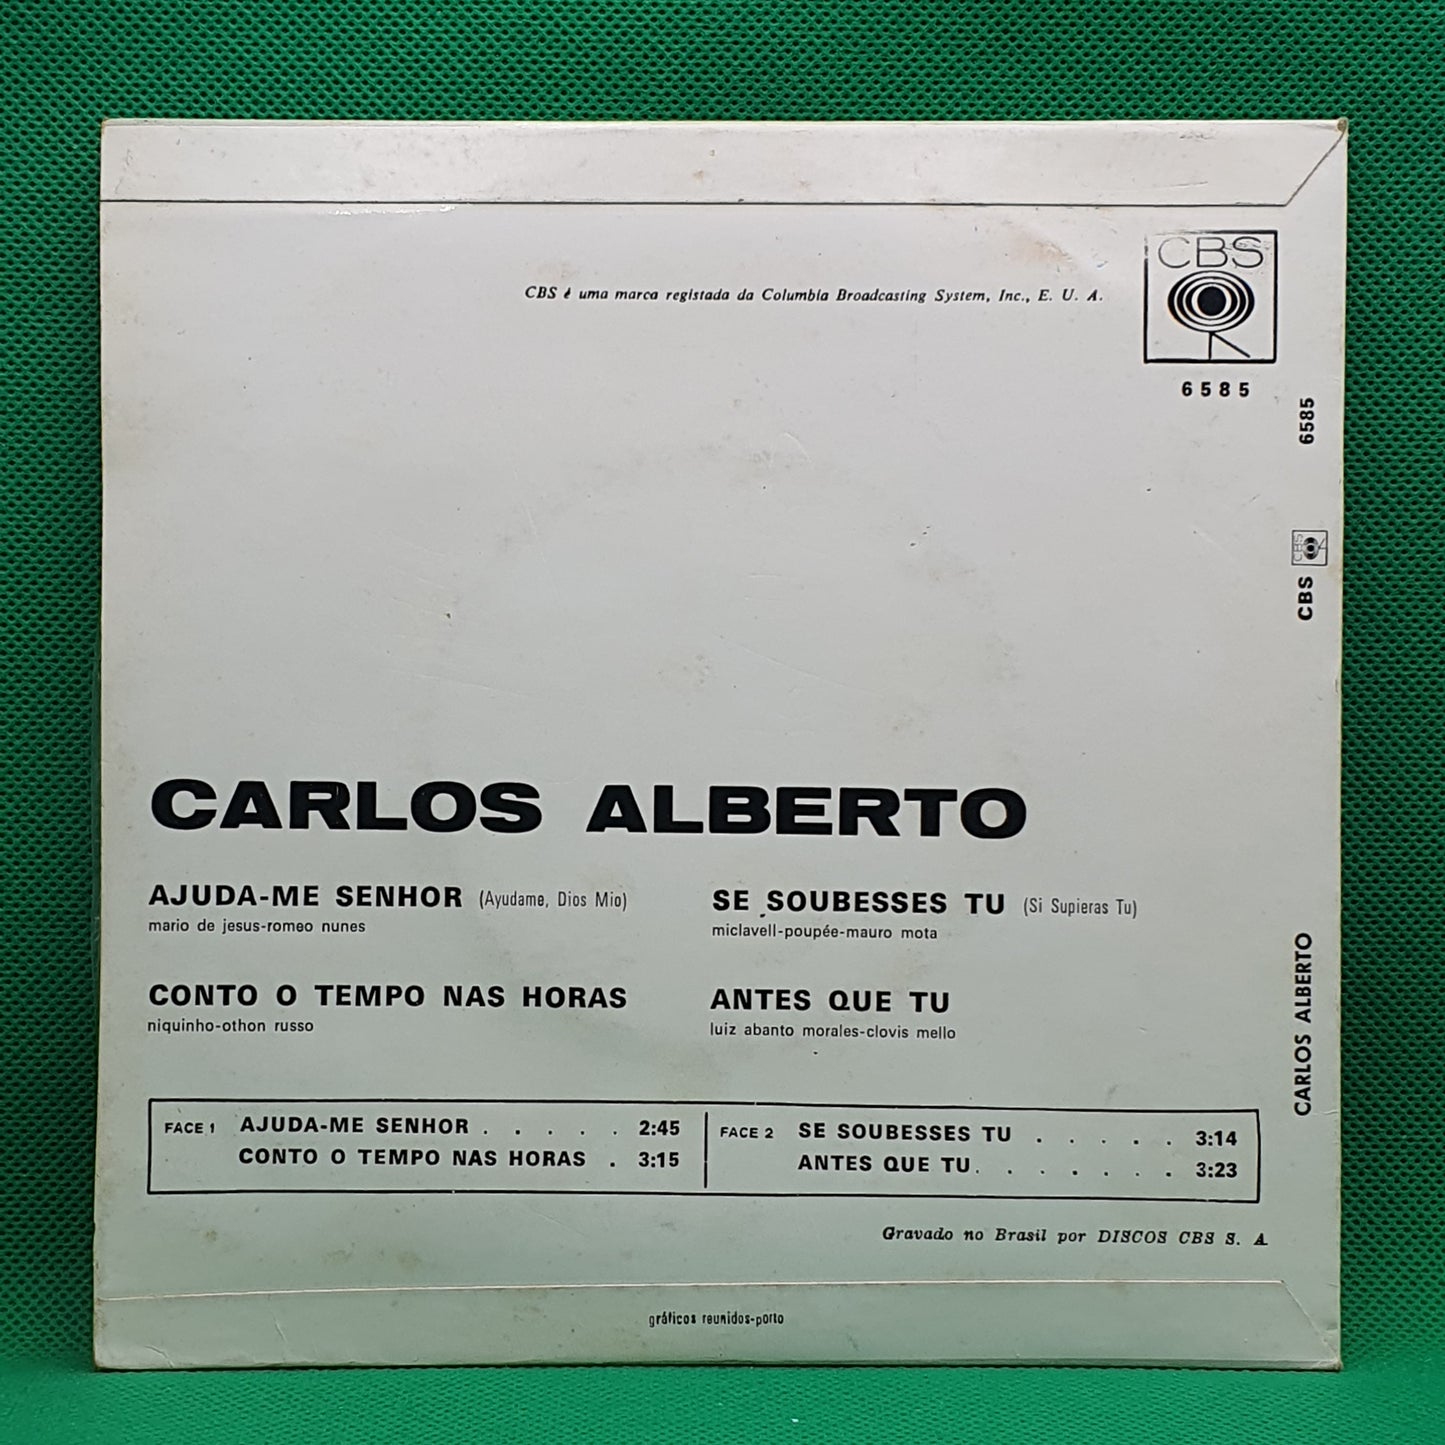 CBS
CBS é uma marca registada da Columbia Broadcasting System, Inc., E. U. A.
6585
6585
CBS
CBS
CARLOS ALBERTO
CARLOS ALBERTO
AJUDA-ME SENHOR (Ayudame, Dios Mio)
mario de jesus-romeo nunes
SE SOUBESSES TU (Si Supieras Tu)
miclavell-poupée-mauro mota
CONTO O TEMPO NAS HORAS
niquinho-othon russo
ANTES QUE TU
luiz abanto morales-clovis mello
FACE 1 AJUDA-ME SENHOR . . . . . 2:45
CONTO O TEMPO NAS HORAS . 3:15
FACE 2 SE SOUBESSES TU . . . . . 3:14
ANTES QUE TU . . . . . . . 3:23
Gravado no Brasil por DISCOS CBS S. A
gráficos reunidos-porto